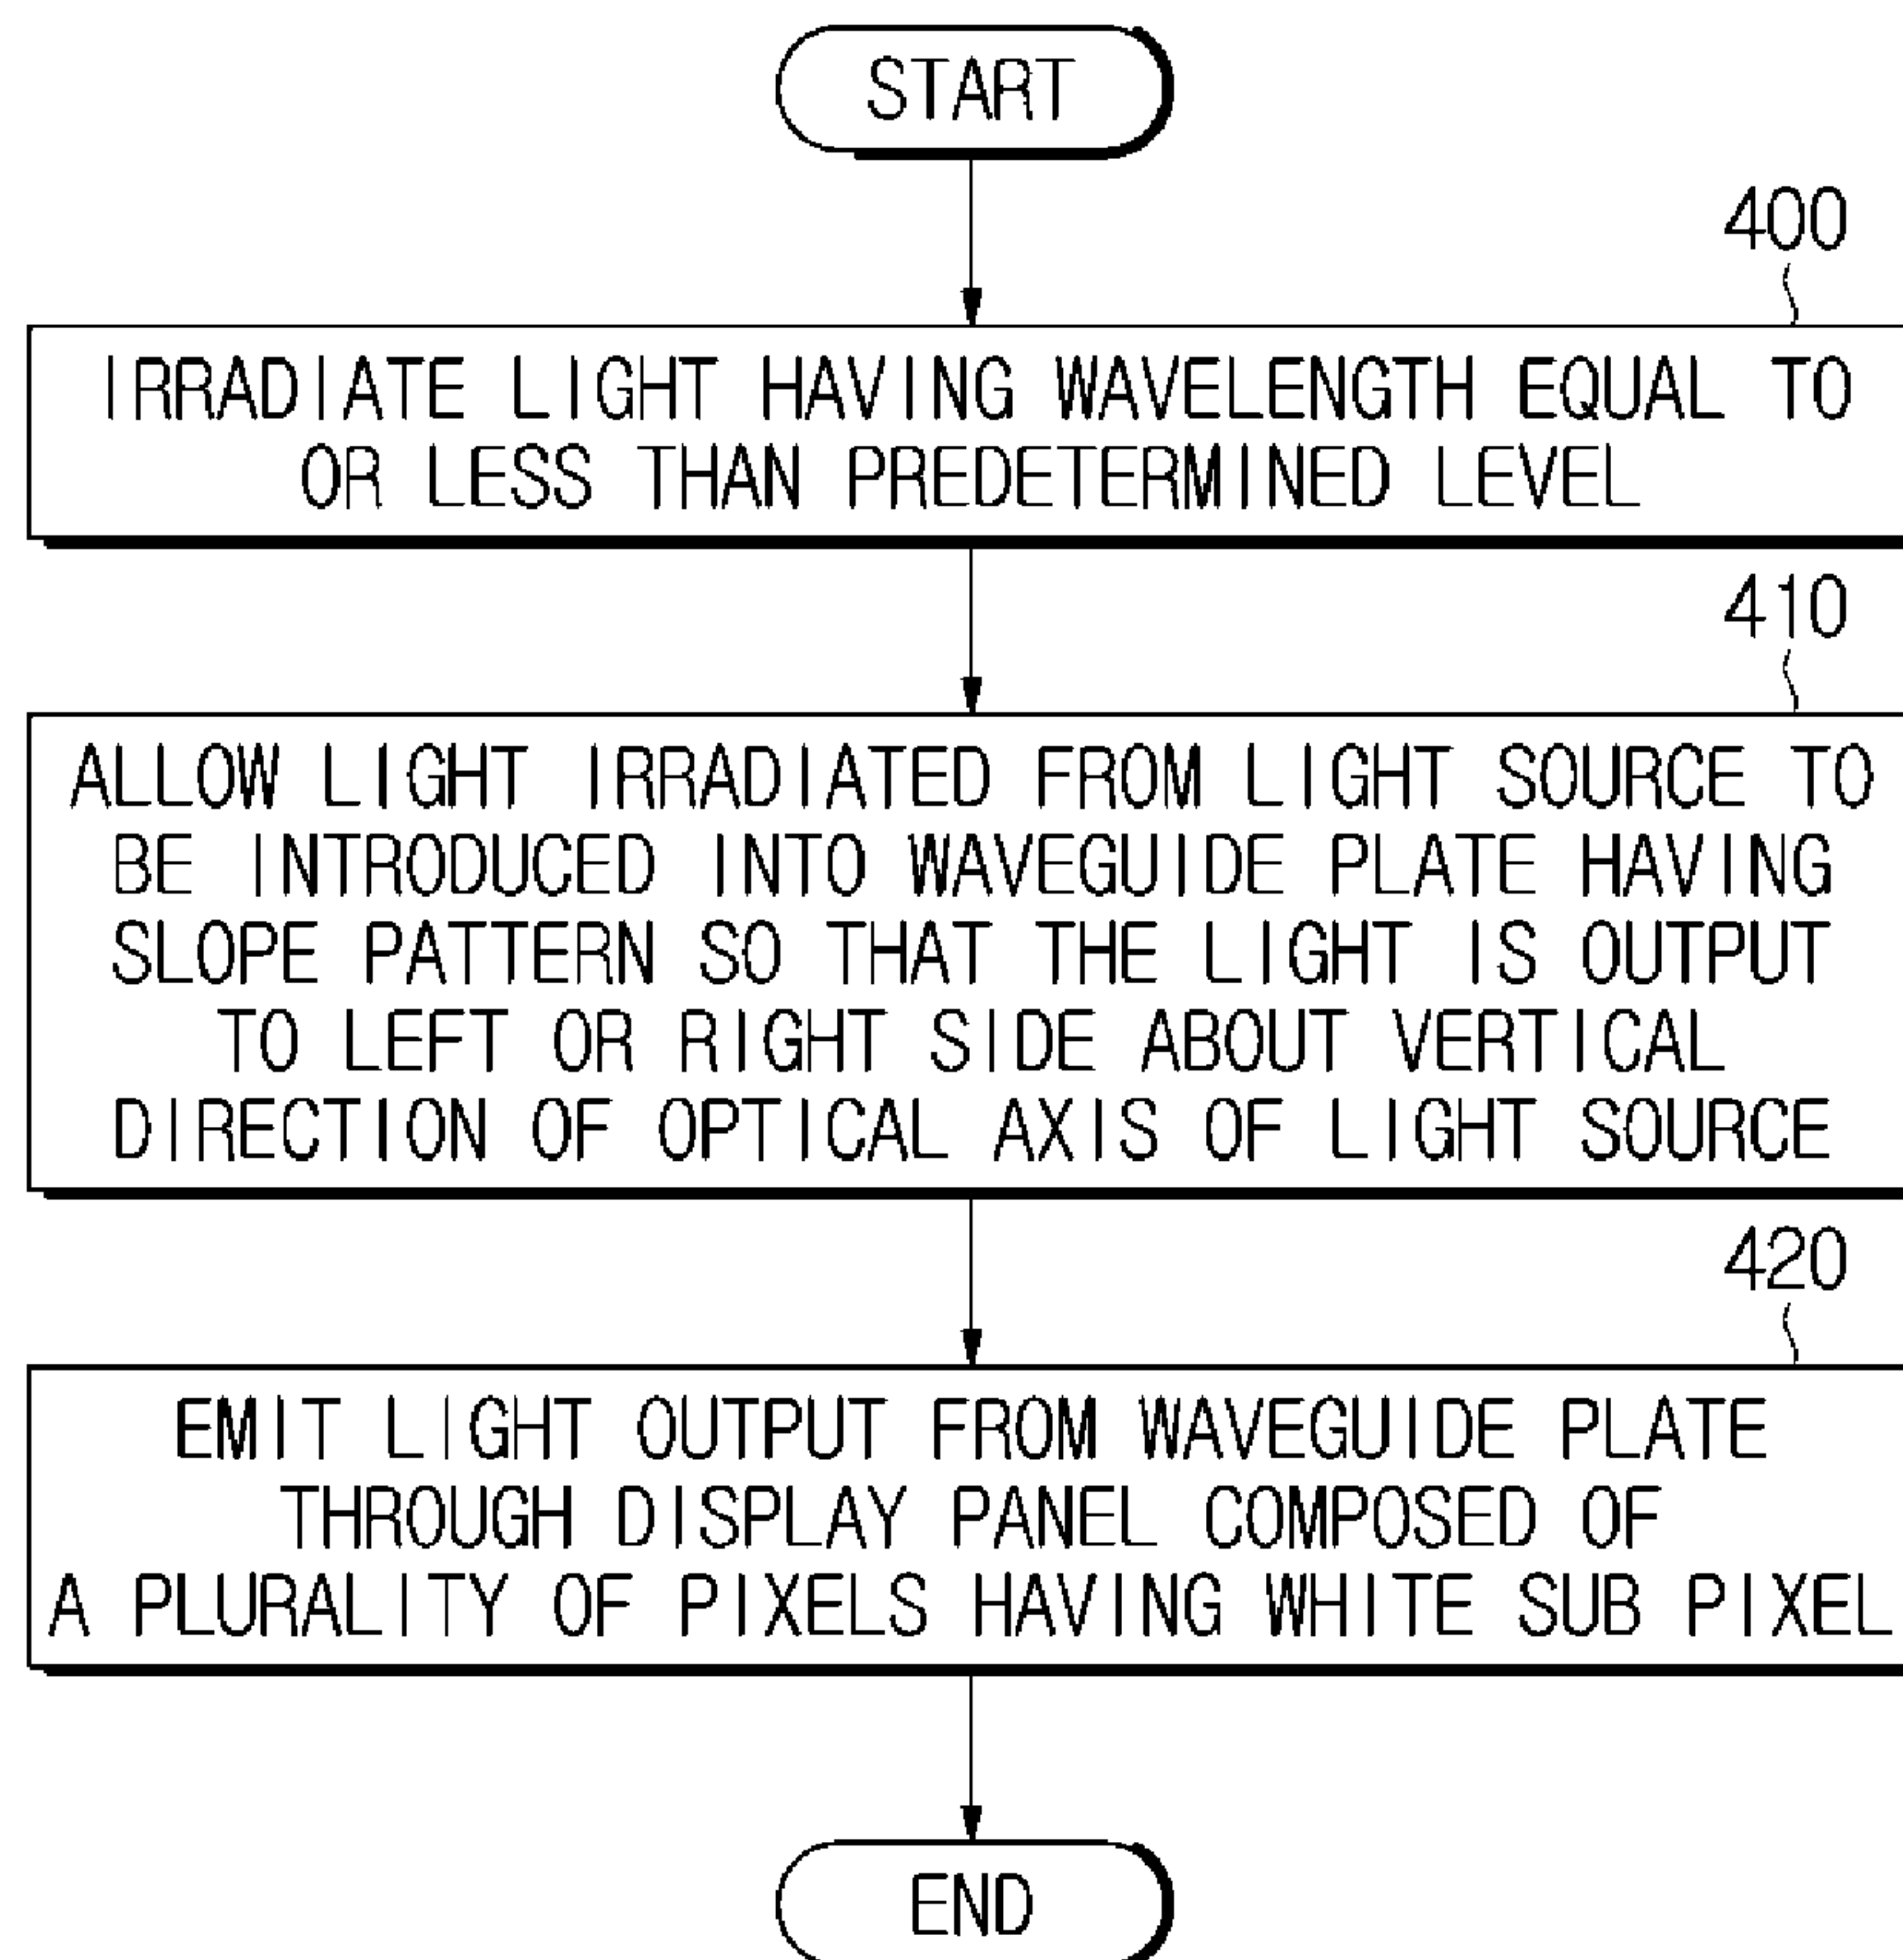 START
400
IRRADIATE LIGHT HAVING WAVELENGTH EQUAL TO
OR LESS THAN PREDETERMINED LEVEL
410
ALLOW LIGHT IRRADIATED FROM LIGHT SOURCE TO
BE INTRODUCED INTO WAVEGUIDE PLATE HAVING
SLOPE PATTERN SO THAT THE LIGHT IS OUTPUT
TO LEFT OR RIGHT SIDE ABOUT VERTICAL
DIRECTION OF OPTICAL AXIS OF LIGHT SOURCE
420
EMIT LIGHT OUTPUT FROM WAVEGUIDE PLATE
THROUGH DISPLAY PANEL COMPOSED OF
A PLURALITY OF PIXELS HAVING WHITE SUB PIXEL
END